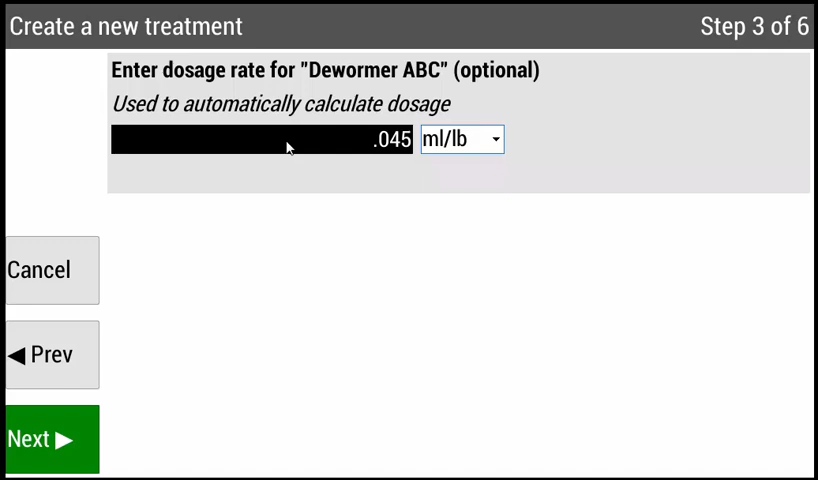 Create a new treatment Step 3 of 6
Enter dosage rate for "Dewormer ABC" (optional)
Used to automatically calculate dosage
.045 ml/lb
Cancel
◀ Prev
Next ▶